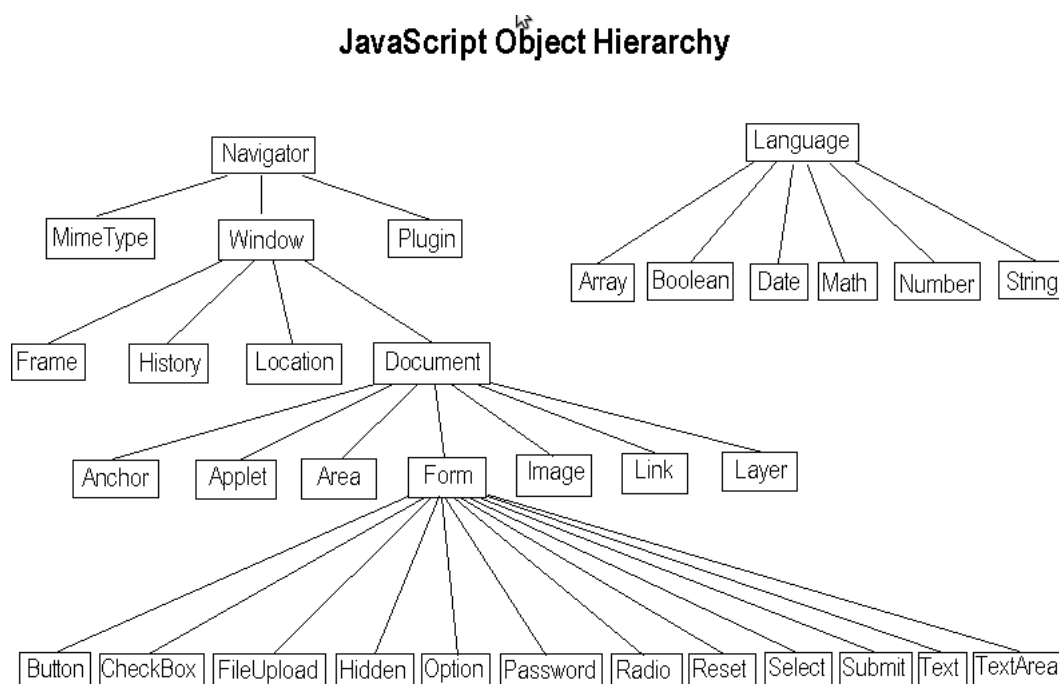 JavaScript Object Hierarchy
Navigator
Language
MimeType
Window
Plugin
Array
Boolean
Date
Math
Number
String
Frame
History
Location
Document
Anchor
Applet
Area
Form
Image
Link
Layer
Button
CheckBox
FileUpload
Hidden
Option
Password
Radio
Reset
Select
Submit
Text
TextArea